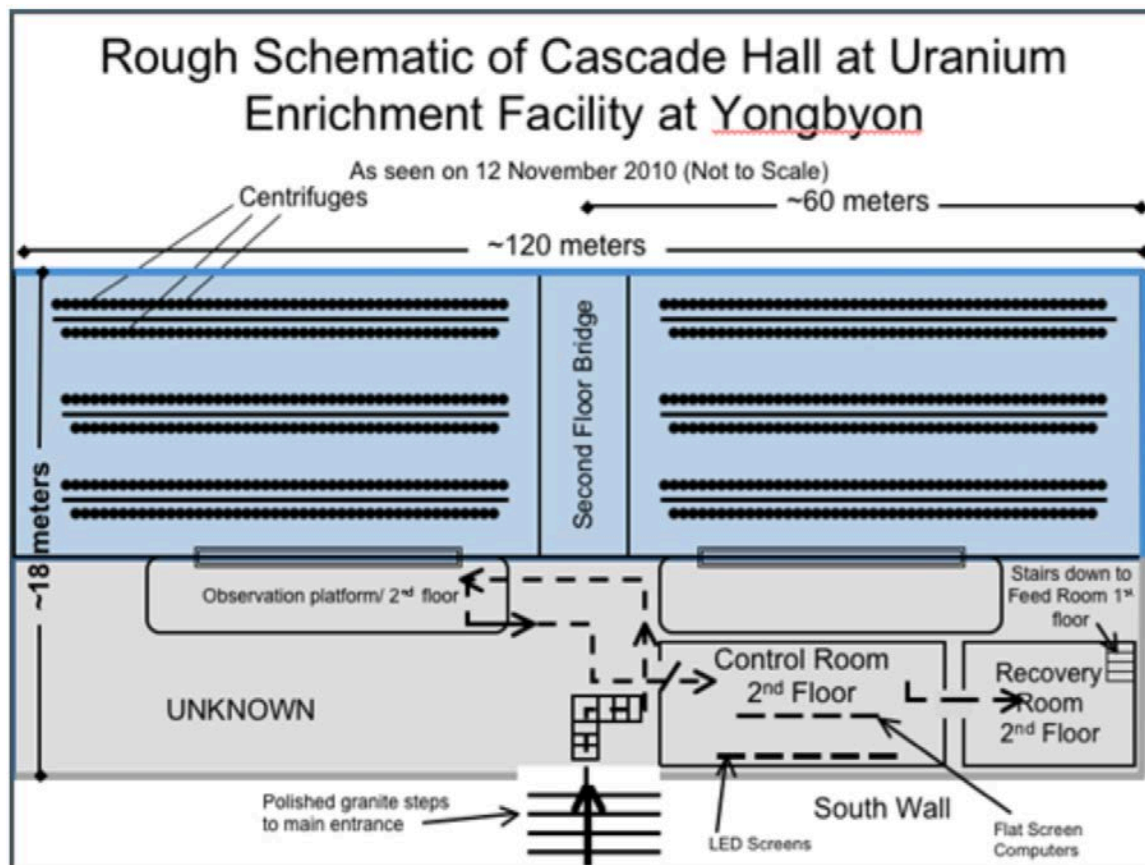 Rough Schematic of Cascade Hall at Uranium
Enrichment Facility at Yongbyon
As seen on 12 November 2010 (Not to Scale)
Centrifuges
~60 meters
~120 meters
~18 meters
Second Floor Bridge
Observation platform/ 2nd floor
Stairs down to
Feed Room 1st
floor
UNKNOWN
Control Room
2nd Floor
Recovery
Room
2nd Floor
Polished granite steps
to main entrance
South Wall
LED Screens
Flat Screen
Computers